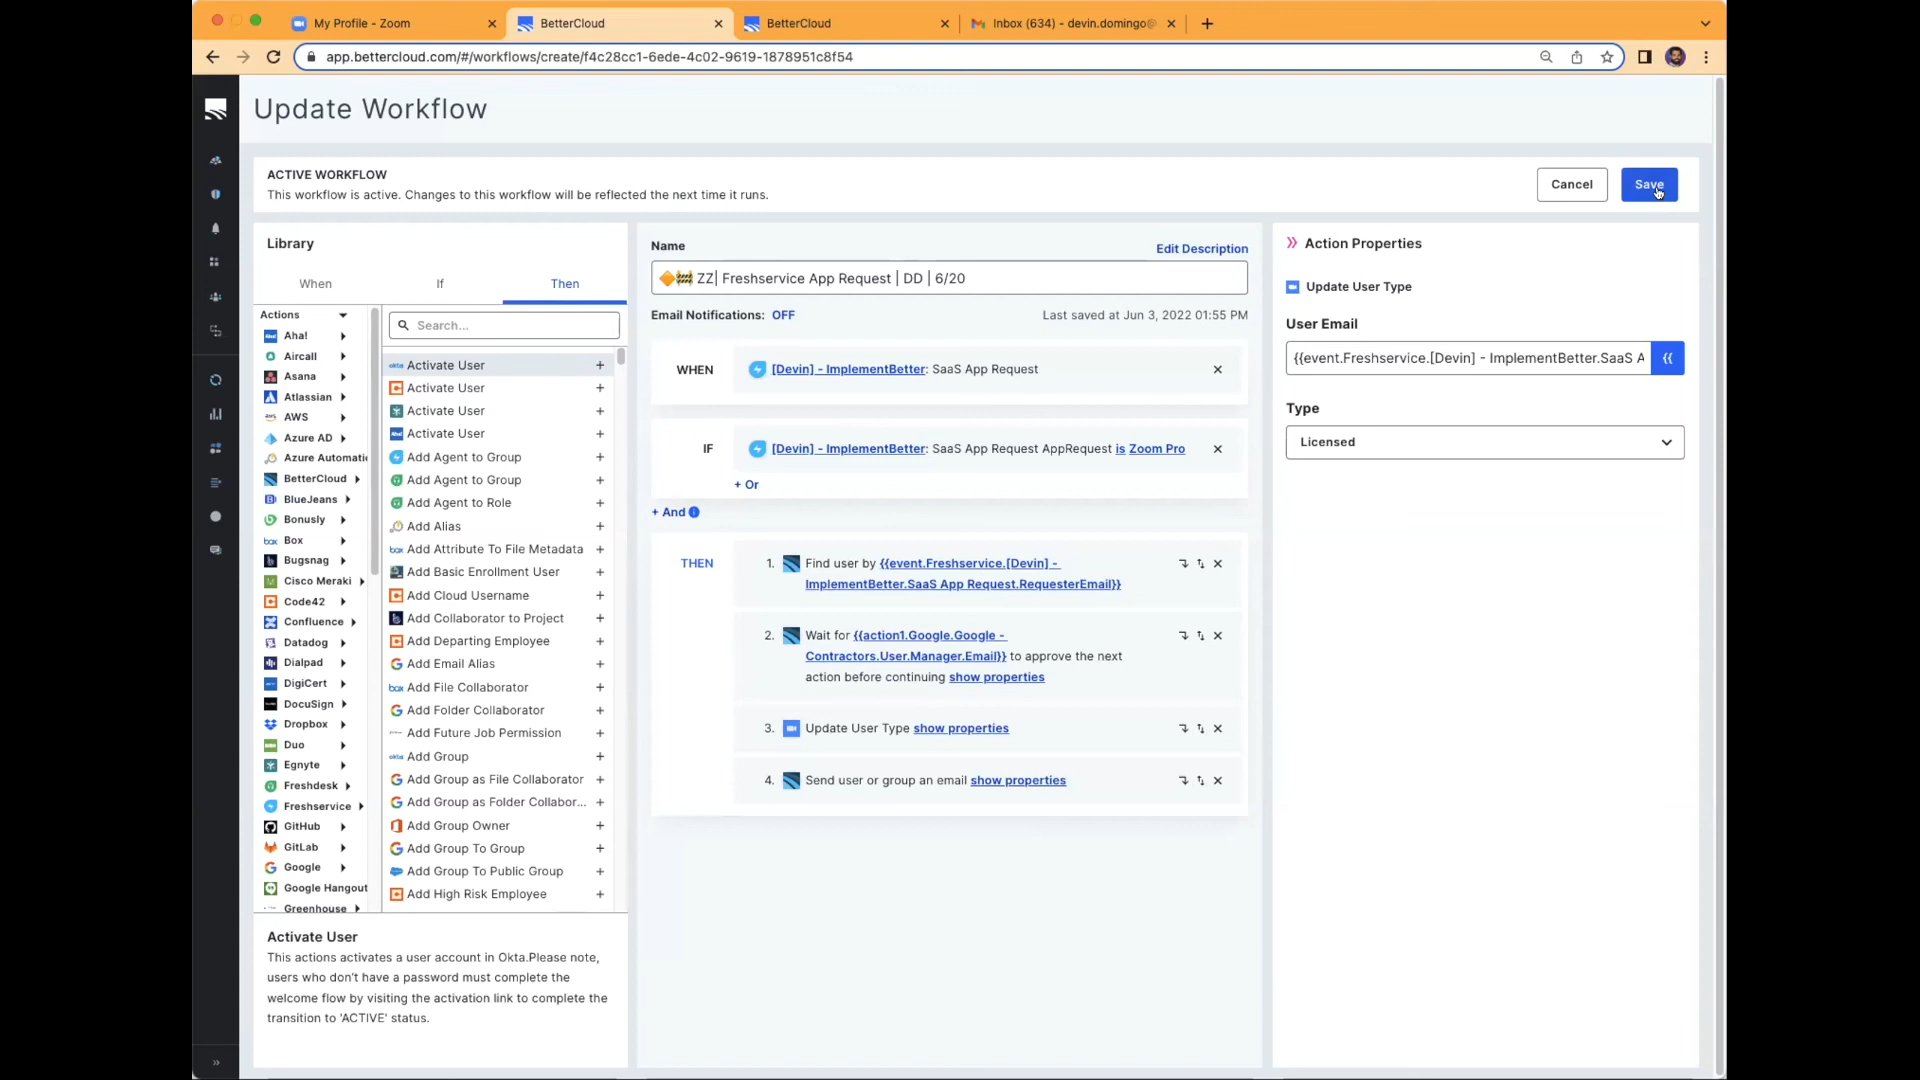 My Profile - Zoom
BetterCloud
BetterCloud
Inbox (634) - devin.domingo@
app.bettercloud.com/#/workflows/create/f4c28cc1-6ede-4c02-9619-1878951c8f54
Update Workflow
ACTIVE WORKFLOW
This workflow is active. Changes to this workflow will be reflected the next time it runs.
Cancel
Save
Library
When
If
Then
Actions
Aha!
Aircall
Asana
Atlassian
AWS
Azure AD
Azure Automati
BetterCloud
BlueJeans
Bonusly
Box
Bugsnag
Cisco Meraki
Code42
Confluence
Datadog
Dialpad
DigiCert
DocuSign
Dropbox
Duo
Egnyte
Freshdesk
Freshservice
GitHub
GitLab
Google
Google Hangout
Greenhouse
Search...
Activate User
Activate User
Activate User
Activate User
Add Agent to Group
Add Agent to Group
Add Agent to Role
Add Alias
Add Attribute To File Metadata
Add Basic Enrollment User
Add Cloud Username
Add Collaborator to Project
Add Departing Employee
Add Email Alias
Add File Collaborator
Add Folder Collaborator
Add Future Job Permission
Add Group
Add Group as File Collaborator
Add Group as Folder Collabor...
Add Group Owner
Add Group To Group
Add Group To Public Group
Add High Risk Employee
Activate User
This actions activates a user account in Okta.Please note,
users who don't have a password must complete the
welcome flow by visiting the activation link to complete the
transition to 'ACTIVE' status.
Name
Edit Description
🔶🚧 ZZ| Freshservice App Request | DD | 6/20
Email Notifications: OFF
Last saved at Jun 3, 2022 01:55 PM
WHEN
[Devin] - ImplementBetter: SaaS App Request
IF
[Devin] - ImplementBetter: SaaS App Request AppRequest is Zoom Pro
+ Or
+ And
THEN
1. Find user by {{event.Freshservice.[Devin] -
ImplementBetter.SaaS App Request.RequesterEmail}}
2. Wait for {{action1.Google.Google -
Contractors.User.Manager.Email}} to approve the next
action before continuing show properties
3. Update User Type show properties
4. Send user or group an email show properties
Action Properties
Update User Type
User Email
{{event.Freshservice.[Devin] - ImplementBetter.SaaS A
{{
Type
Licensed